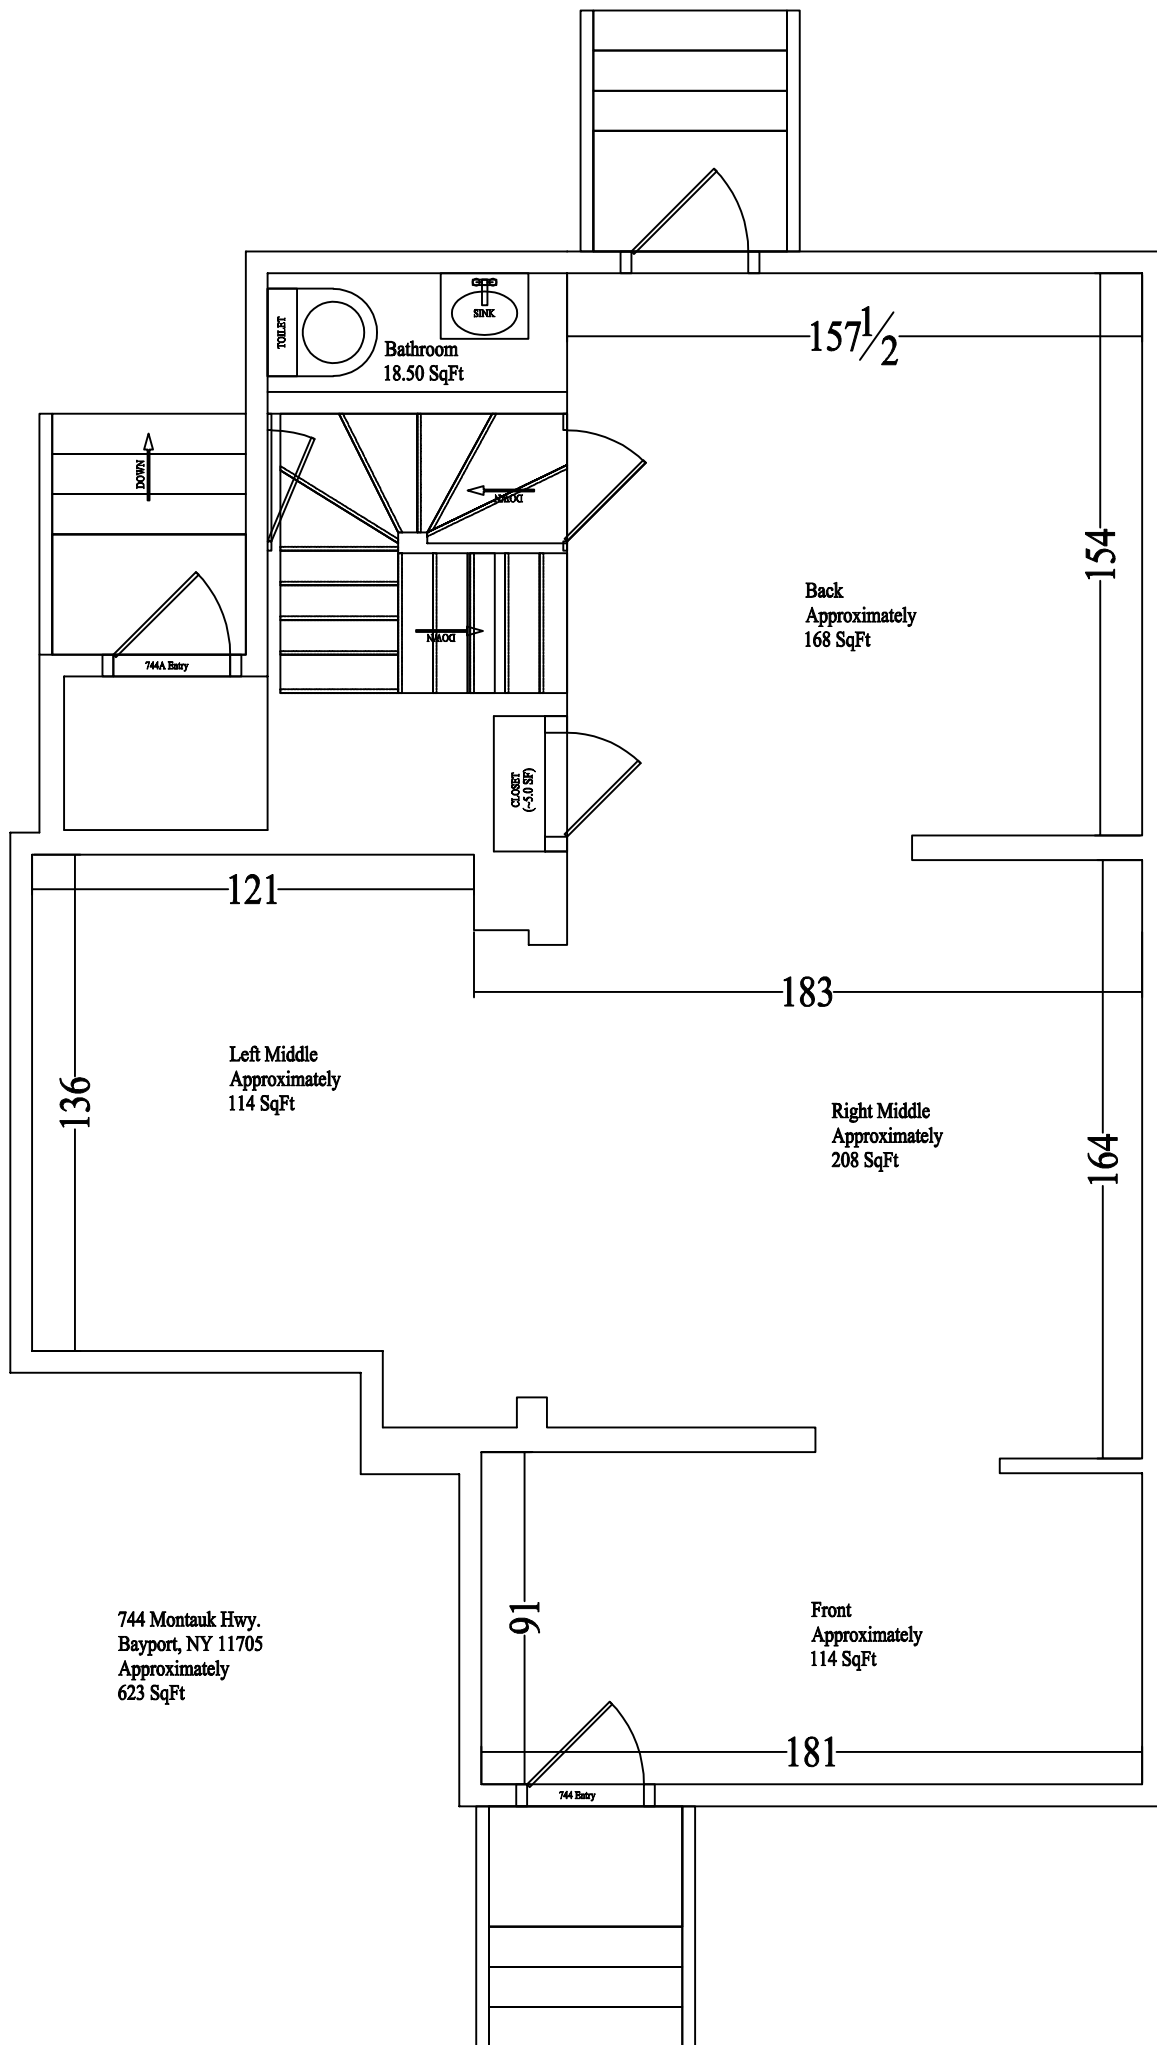 TOILET
SINK
Bathroom
18.50 SqFt
157 1/2
DOWN
DOWN
154
Back
Approximately
168 SqFt
DOWN
744A Entry
CLOSET
(~5.0 SF)
121
183
136
Left Middle
Approximately
114 SqFt
Right Middle
Approximately
208 SqFt
164
91
Front
Approximately
114 SqFt
744 Montauk Hwy.
Bayport, NY 11705
Approximately
623 SqFt
181
744 Entry